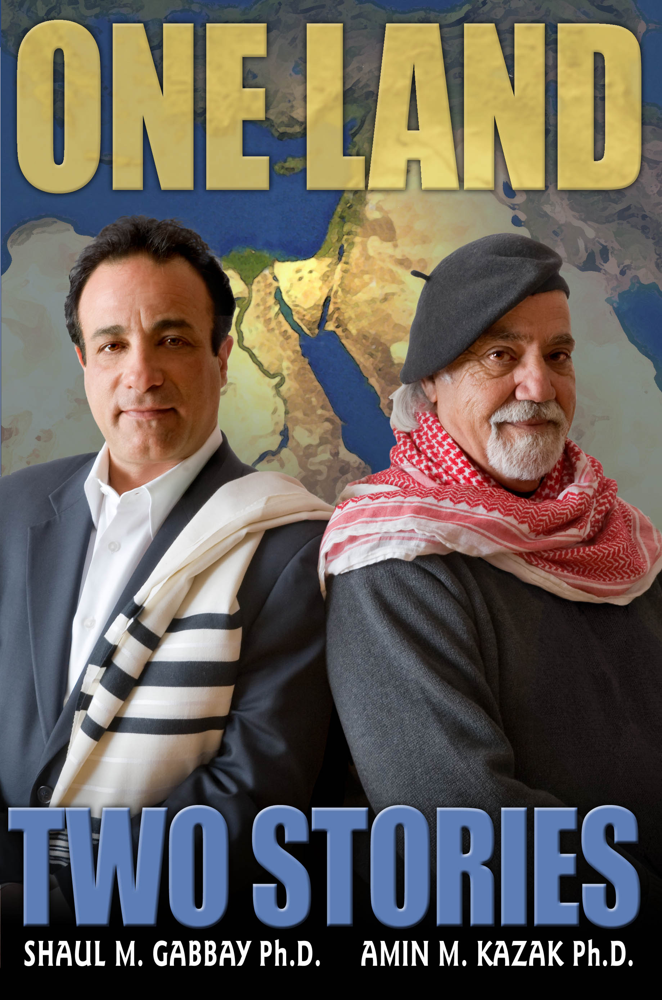 ONE LAND
TWO STORIES
SHAUL M. GABBAY Ph.D. AMIN M. KAZAK Ph.D.